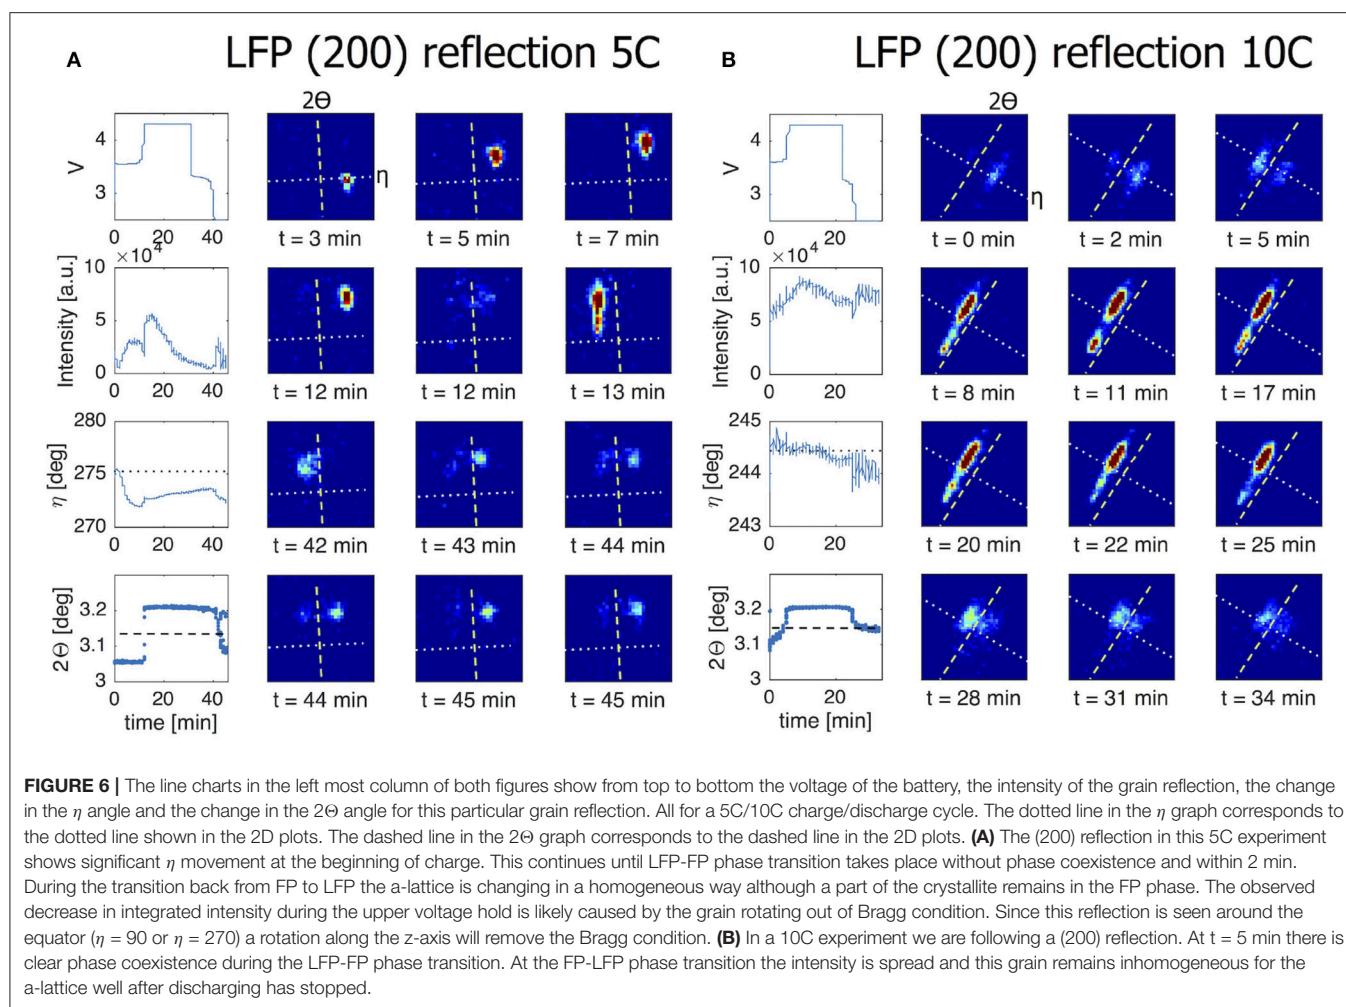 A
LFP (200) reflection 5C
2Θ
V
4
3
0 20 40
η
t = 3 min t = 5 min t = 7 min
×10⁴
Intensity [a.u.]
10
5
0
0 20 40
t = 12 min t = 12 min t = 13 min
η [deg]
280
275
270
0 20 40
t = 42 min t = 43 min t = 44 min
2Θ [deg]
3.2
3.1
3
0 20 40
time [min]
t = 44 min t = 45 min t = 45 min
B
LFP (200) reflection 10C
2Θ
V
4
3
0 20
η
t = 0 min t = 2 min t = 5 min
×10⁴
Intensity [a.u.]
10
5
0
0 20
t = 8 min t = 11 min t = 17 min
η [deg]
245
244
243
0 20
t = 20 min t = 22 min t = 25 min
2Θ [deg]
3.2
3.1
3
0 20
time [min]
t = 28 min t = 31 min t = 34 min
FIGURE 6 | The line charts in the left most column of both figures show from top to bottom the voltage of the battery, the intensity of the grain reflection, the change
in the η angle and the change in the 2Θ angle for this particular grain reflection. All for a 5C/10C charge/discharge cycle. The dotted line in the η graph corresponds to
the dotted line shown in the 2D plots. The dashed line in the 2Θ graph corresponds to the dashed line in the 2D plots. (A) The (200) reflection in this 5C experiment
shows significant η movement at the beginning of charge. This continues until LFP-FP phase transition takes place without phase coexistence and within 2 min.
During the transition back from FP to LFP the a-lattice is changing in a homogeneous way although a part of the crystallite remains in the FP phase. The observed
decrease in integrated intensity during the upper voltage hold is likely caused by the grain rotating out of Bragg condition. Since this reflection is seen around the
equator (η = 90 or η = 270) a rotation along the z-axis will remove the Bragg condition. (B) In a 10C experiment we are following a (200) reflection. At t = 5 min there is
clear phase coexistence during the LFP-FP phase transition. At the FP-LFP phase transition the intensity is spread and this grain remains inhomogeneous for the
a-lattice well after discharging has stopped.